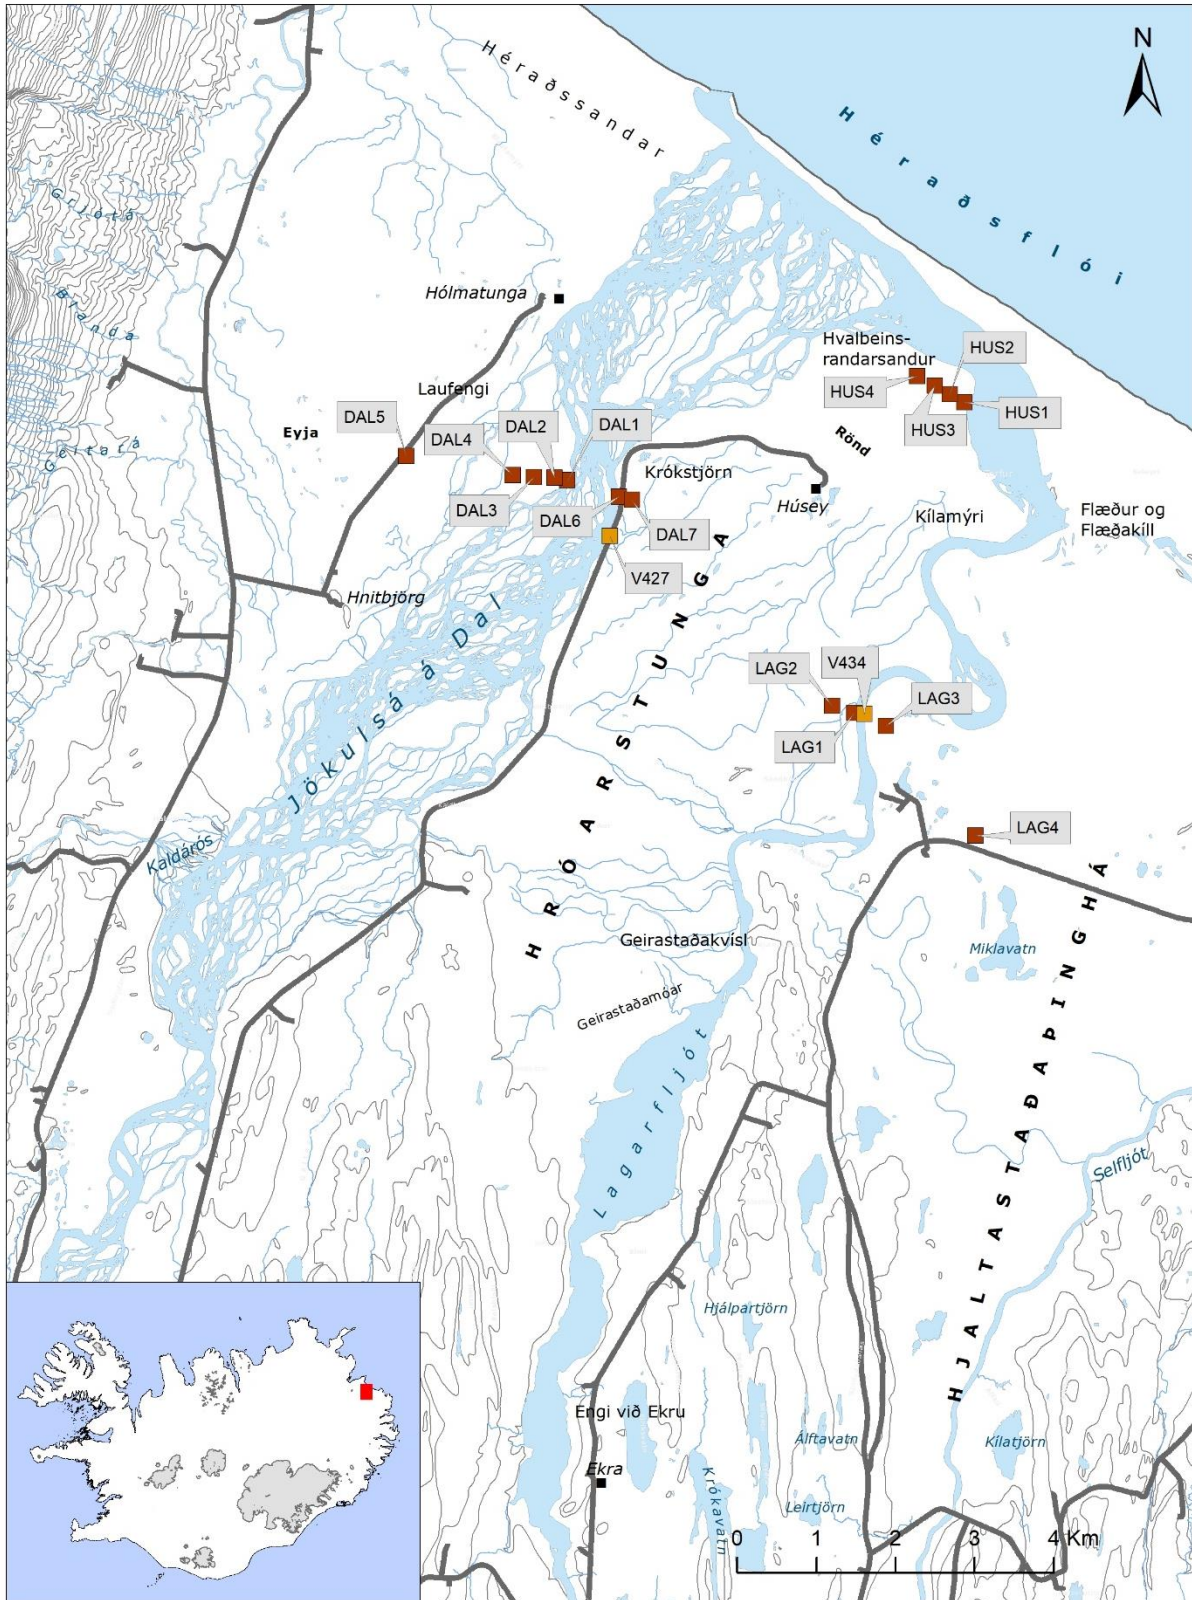 N
Héraðssandar
Héraðsflói
Grjótá
Blanda
Geltatá
Hólmatunga
Laufengi
Eyja
Hvalbeins-
randarsandur
HUS2
HUS4
HUS3
HUS1
Rönd
DAL5
DAL4
DAL2
DAL1
DAL3
DAL6
DAL7
Krókstjörn
Húsey
Kílamýri
Flæður og
Flæðakíll
V427
Hnitbjörg
Jökulsá á Dal
HRÓARSTUNGA
LAG2
V434
LAG3
LAG1
LAG4
Kaldárós
Geirastaðakvísl
Geirastaðamóar
Miklavatn
HJALTASTAÐAÞINGHÁ
Lagarfljót
Selfljót
Hjálpartjörn
Engi við Ekru
Ekra
Álftavatn
Kílatjörn
Krókavatn
Leirtjörn
0 1 2 4 Km